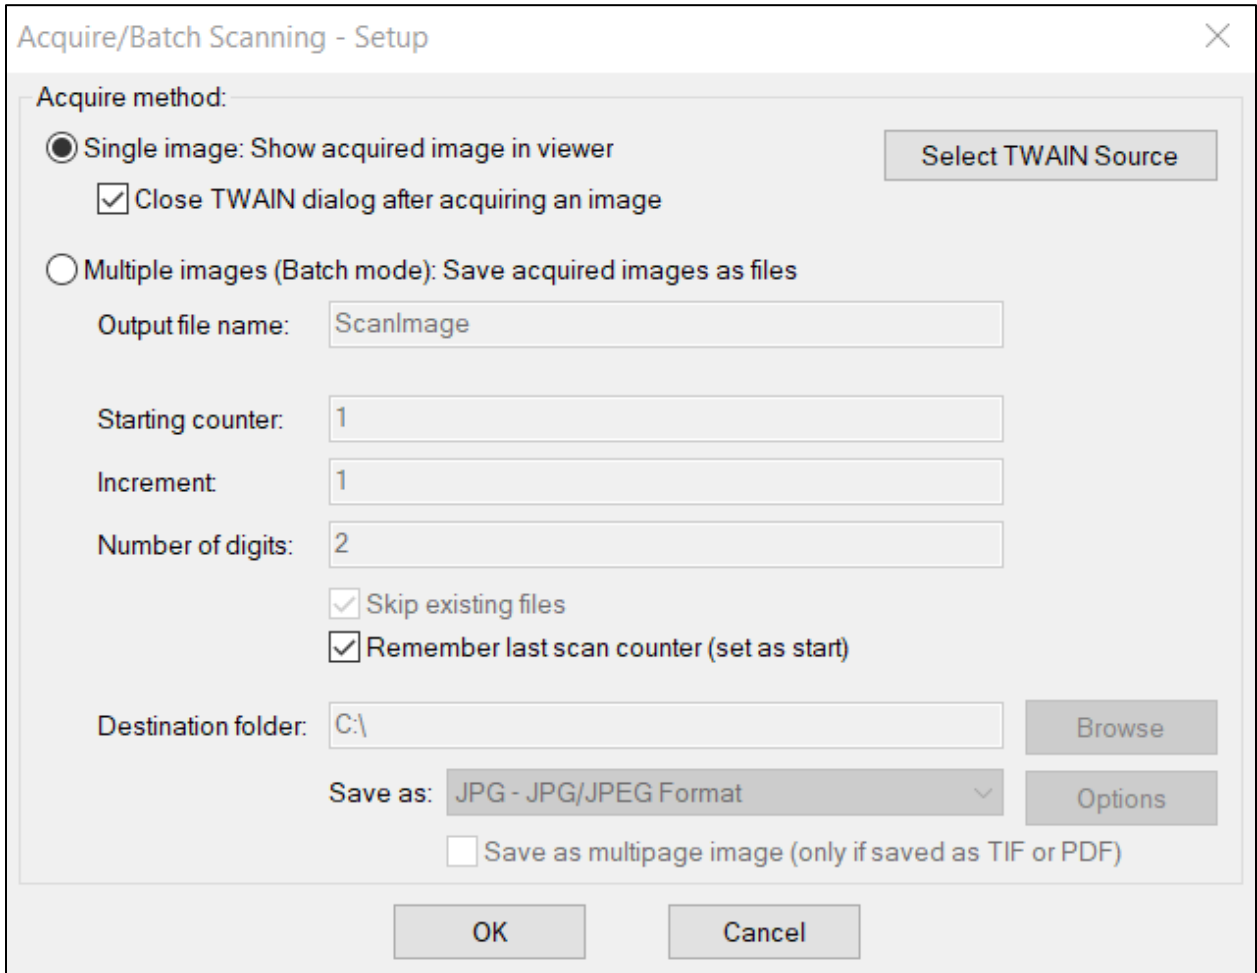 Acquire/Batch Scanning - Setup
Acquire method:
Single image: Show acquired image in viewer
Select TWAIN Source
Close TWAIN dialog after acquiring an image
Multiple images (Batch mode): Save acquired images as files
Output file name: ScanImage
Starting counter: 1
Increment: 1
Number of digits: 2
Skip existing files
Remember last scan counter (set as start)
Destination folder: C:\ Browse
Save as: JPG - JPG/JPEG Format Options
Save as multipage image (only if saved as TIF or PDF)
OK Cancel